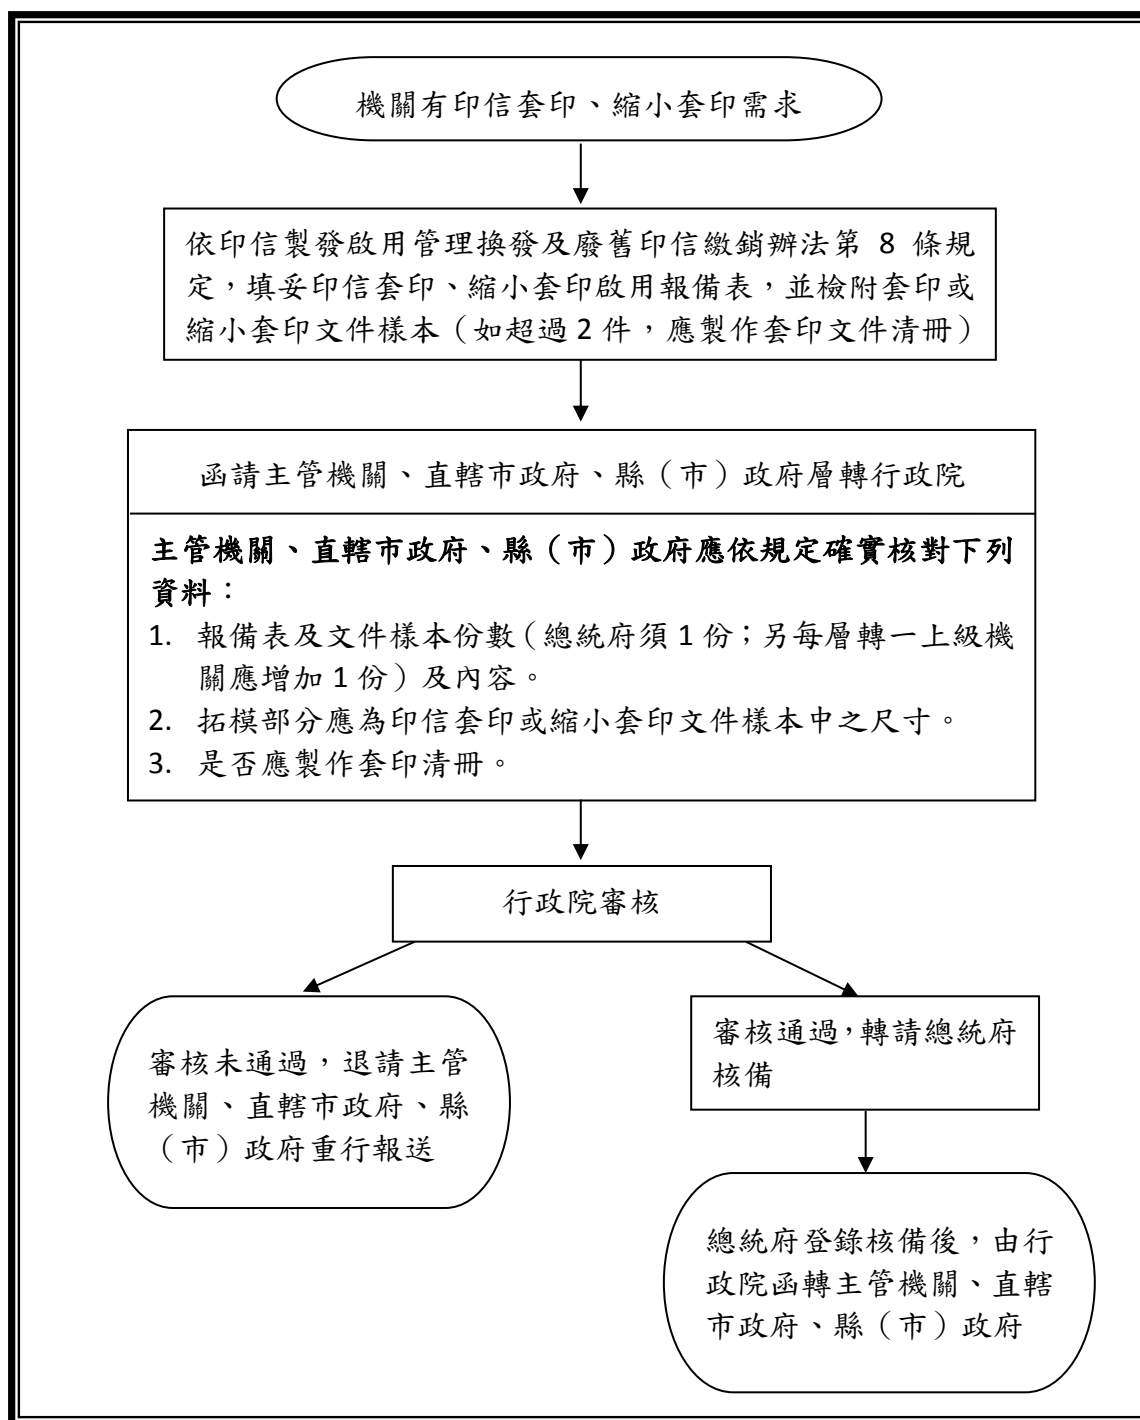 機關有印信套印、縮小套印需求
依印信製發啟用管理換發及廢舊印信繳銷辦法第 8 條規
定，填妥印信套印、縮小套印啟用報備表，並檢附套印或
縮小套印文件樣本（如超過 2 件，應製作套印文件清冊）
函請主管機關、直轄市政府、縣（市）政府層轉行政院
主管機關、直轄市政府、縣（市）政府應依規定確實核對下列
資料：
1. 報備表及文件樣本份數（總統府須 1 份；另每層轉一上級機
關應增加 1 份）及內容。
2. 拓模部分應為印信套印或縮小套印文件樣本中之尺寸。
3. 是否應製作套印清冊。
行政院審核
審核未通過，退請主管
機關、直轄市政府、縣
（市）政府重行報送
審核通過，轉請總統府
核備
總統府登錄核備後，由行
政院函轉主管機關、直轄
市政府、縣（市）政府